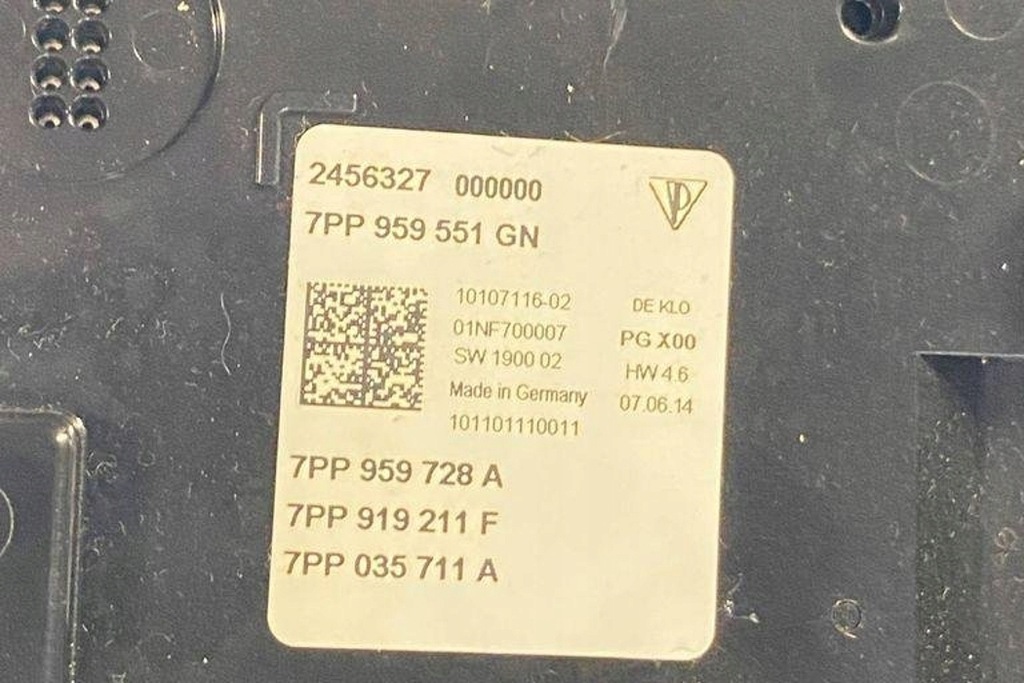 2456327 000000
7PP 959 551 GN
10107116-02 DE KLO
01NF700007 PG X00
SW 1900 02 HW 4.6
Made in Germany 07.06.14
101101110011
7PP 959 728 A
7PP 919 211 F
7PP 035 711 A